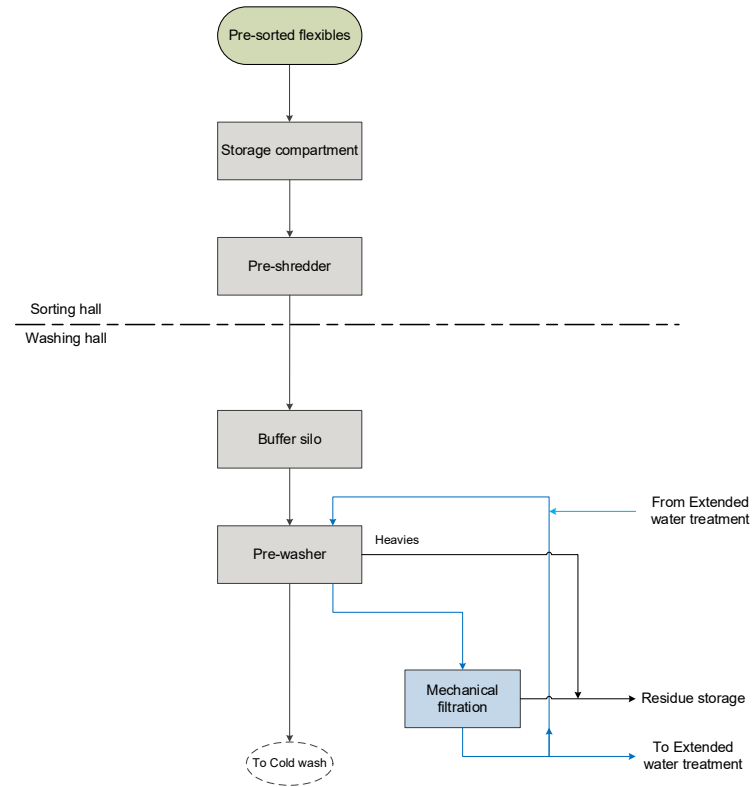 Pre-sorted flexibles
Storage compartment
Pre-shredder
Sorting hall
Washing hall
Buffer silo
From Extended
water treatment
Pre-washer
Heavies
Mechanical
filtration
Residue storage
To Extended
water treatment
To Cold wash